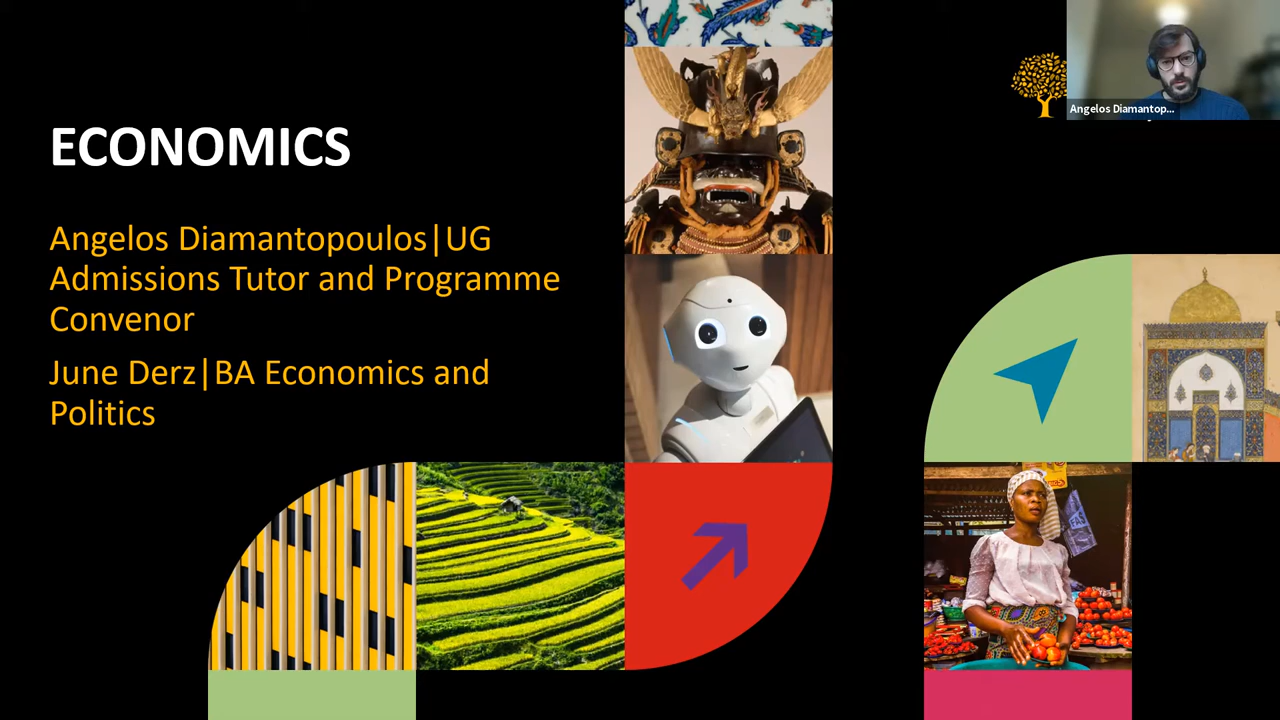 ECONOMICS
Angelos Diamantopoulos|UG
Admissions Tutor and Programme
Convenor
June Derz|BA Economics and
Politics
Angelos Diamantop...